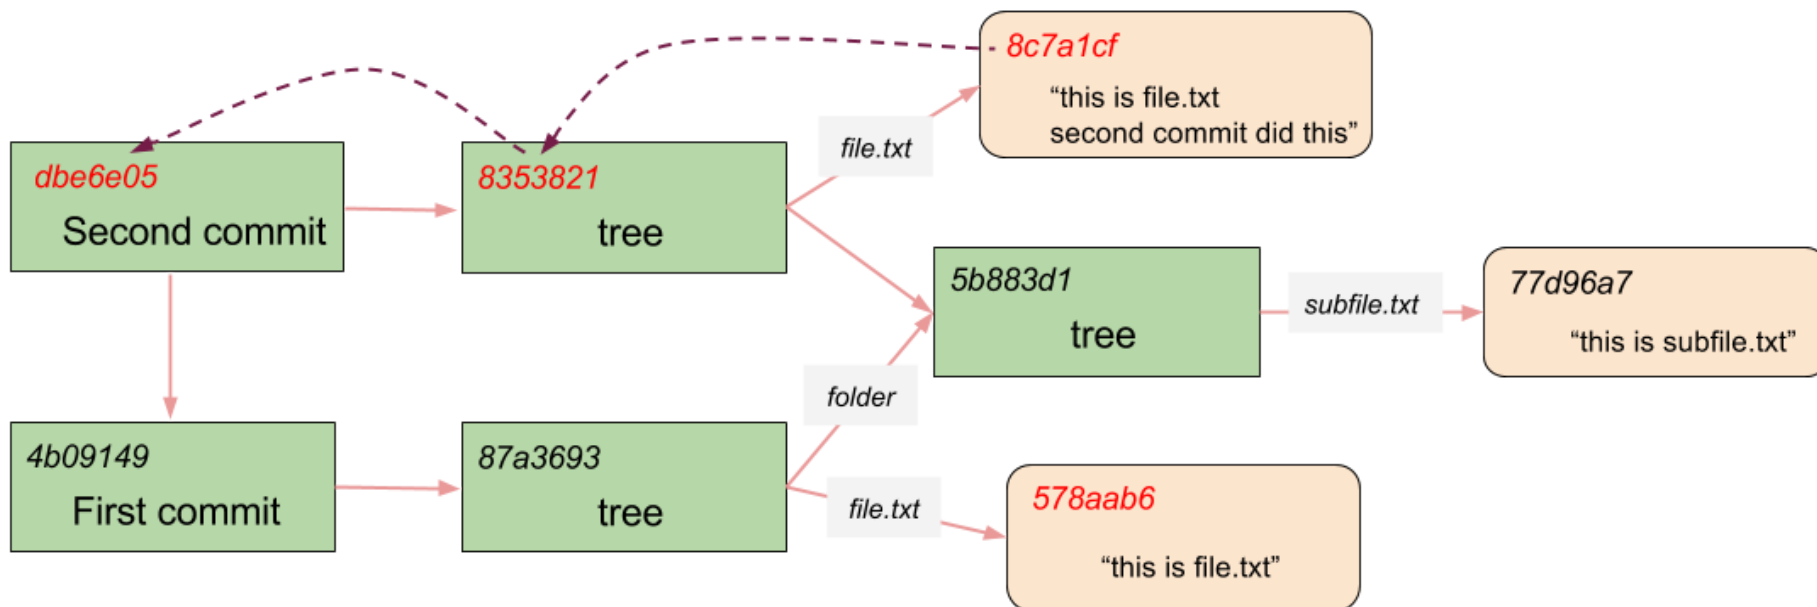 8c7a1cf
“this is file.txt
second commit did this”
file.txt
dbe6e05
Second commit
8353821
tree
5b883d1
tree
subfile.txt
77d96a7
“this is subfile.txt”
folder
4b09149
First commit
87a3693
tree
file.txt
578aab6
“this is file.txt”